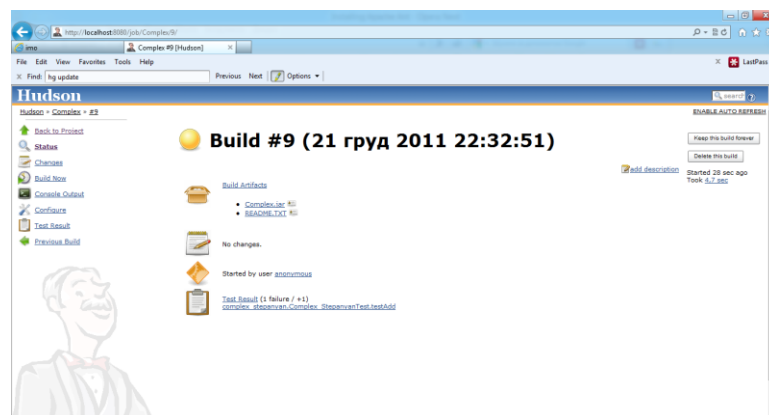 http://localhost:8080/job/Complex/9/
imo
Complex #9 [Hudson]
File Edit View Favorites Tools Help
LastPass
Find: hg update
Previous Next Options
Hudson
search
Hudson » Complex » #9
ENABLE AUTO REFRESH
Back to Project
Status
Changes
Build Now
Console Output
Configure
Test Result
Previous Build
Build #9 (21 груд 2011 22:32:51)
Keep this build forever
Delete this build
add description
Started 28 sec ago
Took 4,7 sec
Build Artifacts
Complex.jar
README.TXT
No changes.
Started by user anonymous
Test Result (1 failure / +1)
complex_stepanyan.Complex_StepanyanTest.testAdd